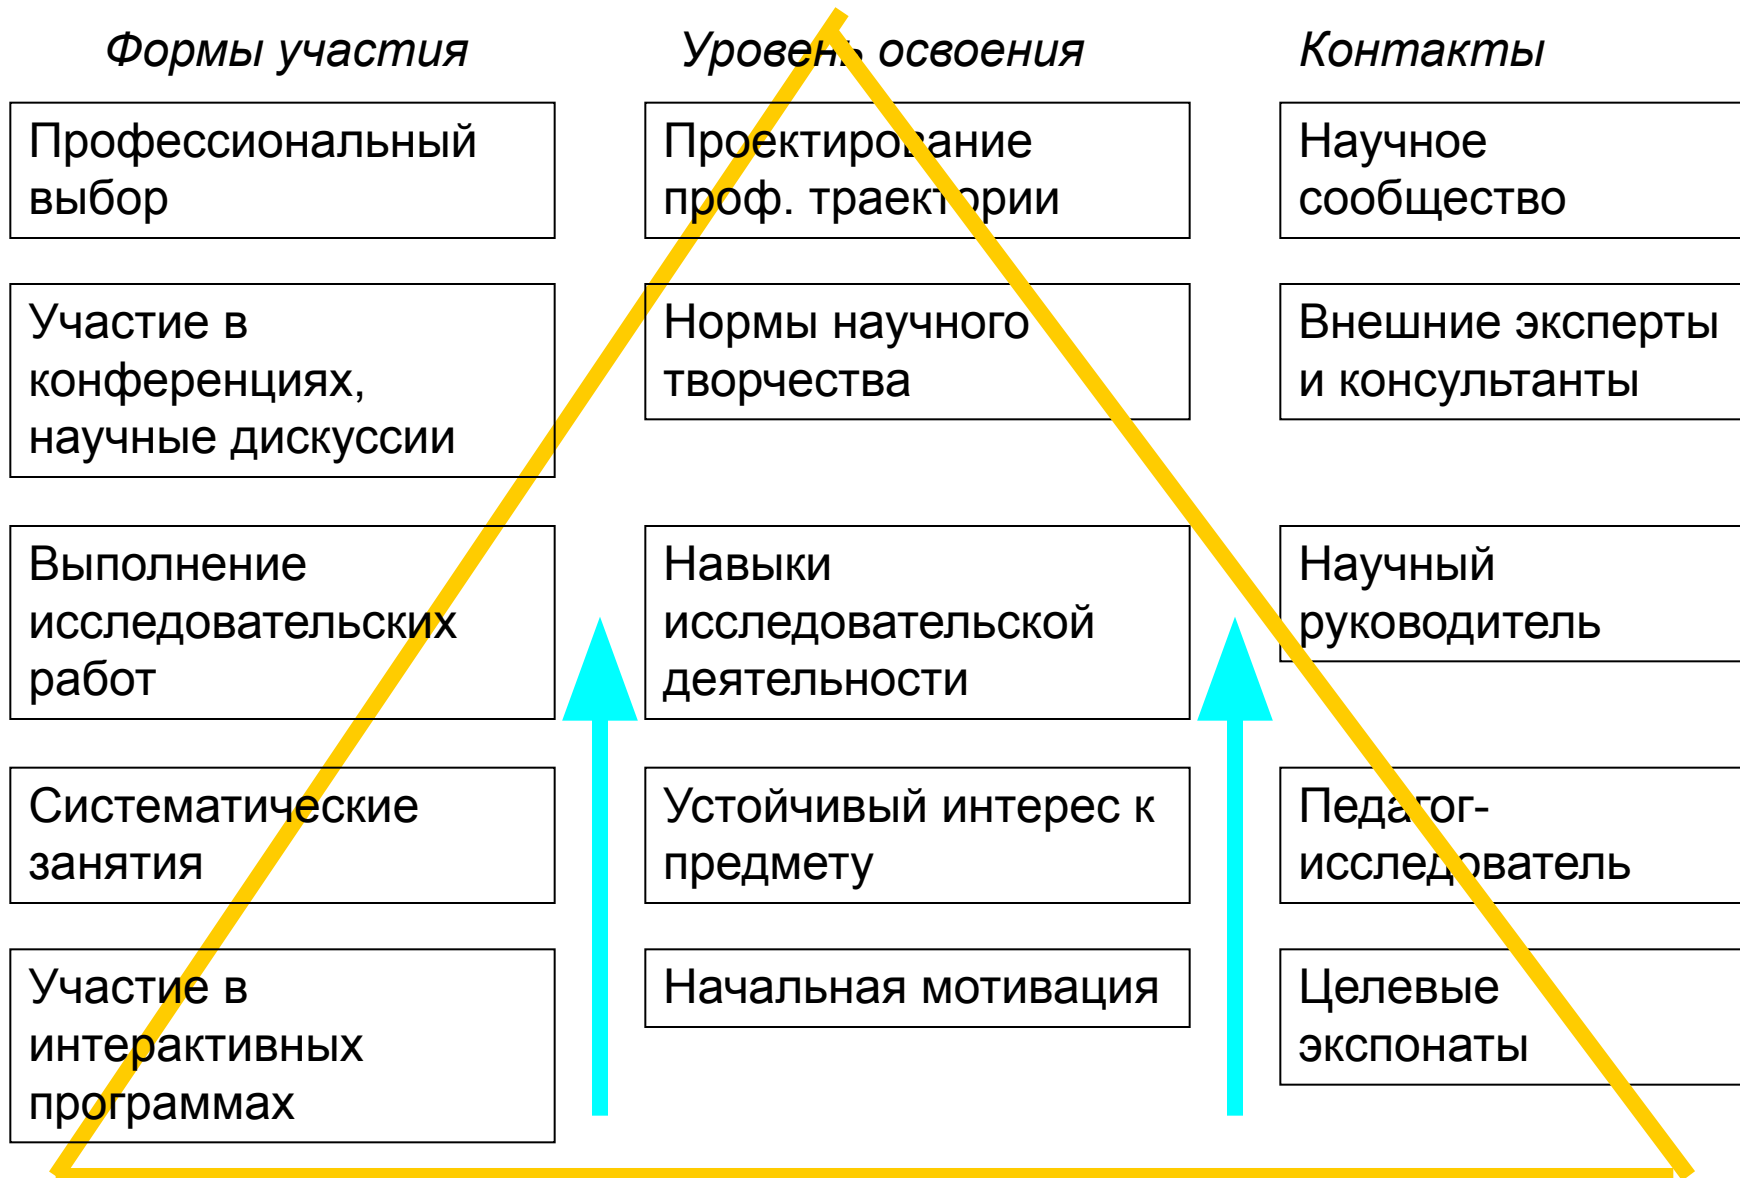 Формы участия
Уровень освоения
Контакты
Профессиональный
выбор
Проектирование
проф. траектории
Научное
сообщество
Участие в
конференциях,
научные дискуссии
Нормы научного
творчества
Внешние эксперты
и консультанты
Выполнение
исследовательских
работ
Навыки
исследовательской
деятельности
Научный
руководитель
Систематические
занятия
Устойчивый интерес к
предмету
Педагог-
исследователь
Участие в
интерактивных
программах
Начальная мотивация
Целевые
экспонаты